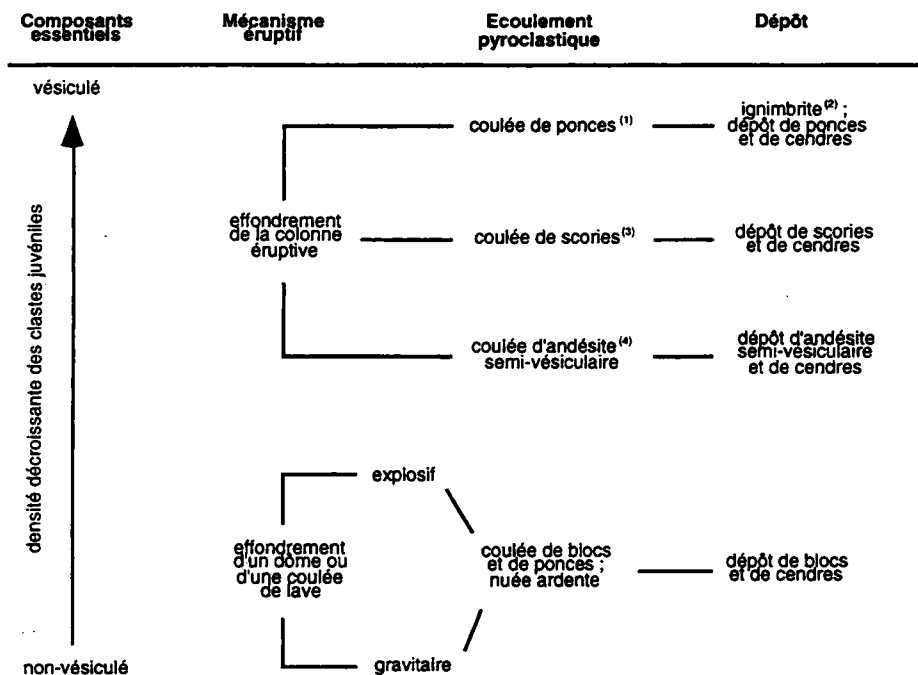 Composants essentiels
Mécanisme éruptif
Ecoulement pyroclastique
Dépôt
vésiculé
densité décroissante des clastes juvéniles
non-vésiculé
effondrement
de la colonne
éruptive
coulée de ponces (1)
ignimbrite (2) ;
dépôt de ponces
et de cendres
coulée de scories (3)
dépôt de scories
et de cendres
coulée d'andésite (4)
semi-vésiculaire
dépôt d'andésite
semi-vésiculaire
et de cendres
effondrement
d'un dôme ou
d'une coulée
de lave
explosif
gravitaire
coulée de blocs
et de ponces ;
nuée ardente
dépôt de blocs
et de cendres